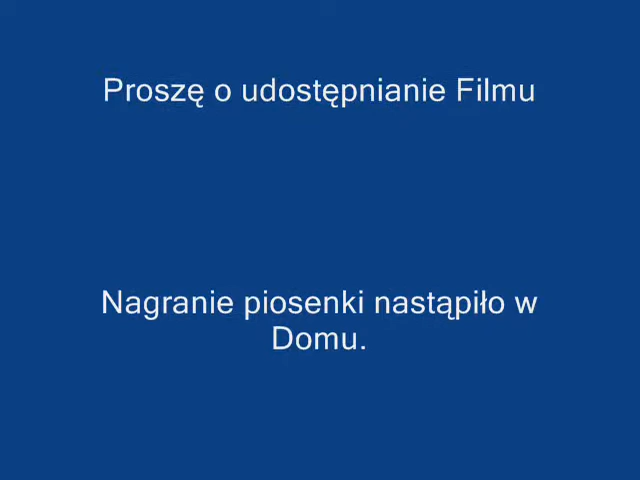 Proszę o udostępnianie Filmu
Nagranie piosenki nastąpiło w
Domu.